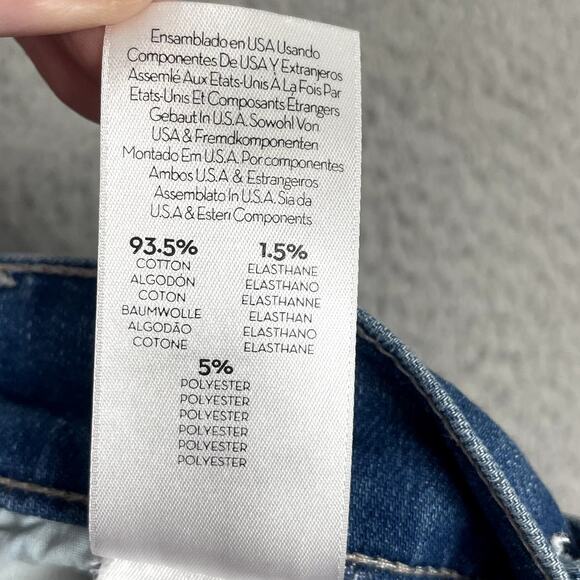 Ensamblado en USA Usando
Componentes De USA Y Extranjeros
Assemlé Aux Etats-Unis À La Fois Par
Etats-Unis Et Composants Étrangers
Gebaut In U.S.A. Sowohl Von
USA & Fremdkomponenten
Montado Em U.S.A. Por componentes
Ambos U.S.A & Estrangeiros
Assemblato In U.S.A. Sia da
U.S.A & Esteri Components
93.5% 1.5%
COTTON ELASTHANE
ALGODÓN ELASTHANO
COTON ELASTHANNE
BAUMWOLLE ELASTHAN
ALGODÃO ELASTHANO
COTONE ELASTHANE
5%
POLYESTER
POLYESTER
POLYESTER
POLYESTER
POLYESTER
POLYESTER